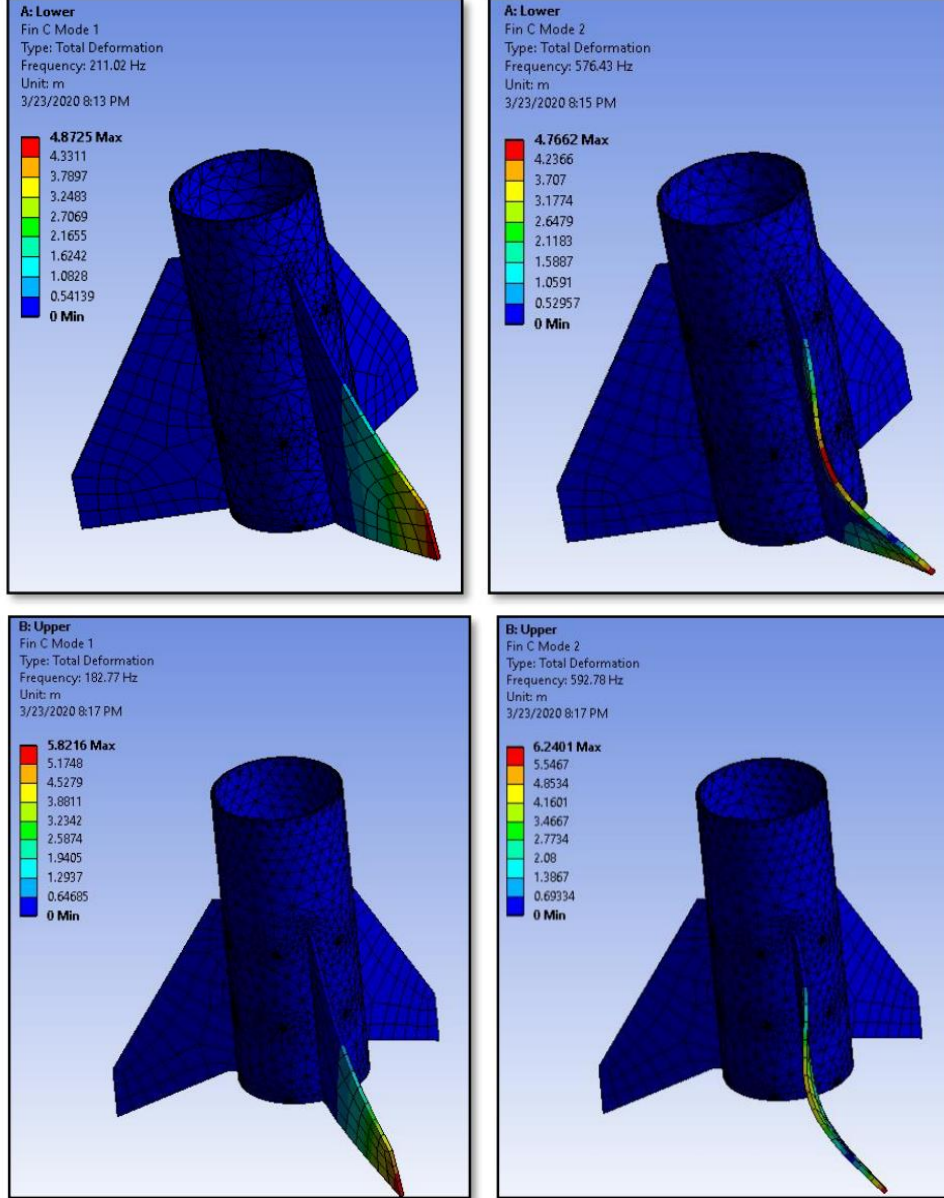 A: Lower
Fin C Mode 1
Type: Total Deformation
Frequency: 211.02 Hz
Unit: m
3/23/2020 8:13 PM
4.8725 Max
4.3311
3.7897
3.2483
2.7069
2.1655
1.6242
1.0828
0.54139
0 Min
A: Lower
Fin C Mode 2
Type: Total Deformation
Frequency: 576.43 Hz
Unit: m
3/23/2020 8:15 PM
4.7662 Max
4.2366
3.707
3.1774
2.6479
2.1183
1.5887
1.0591
0.52957
0 Min
B: Upper
Fin C Mode 1
Type: Total Deformation
Frequency: 182.77 Hz
Unit: m
3/23/2020 8:17 PM
5.8216 Max
5.1748
4.5279
3.8811
3.2342
2.5874
1.9405
1.2937
0.64685
0 Min
B: Upper
Fin C Mode 2
Type: Total Deformation
Frequency: 592.78 Hz
Unit: m
3/23/2020 8:17 PM
6.2401 Max
5.5467
4.8534
4.1601
3.4667
2.7734
2.08
1.3867
0.69334
0 Min